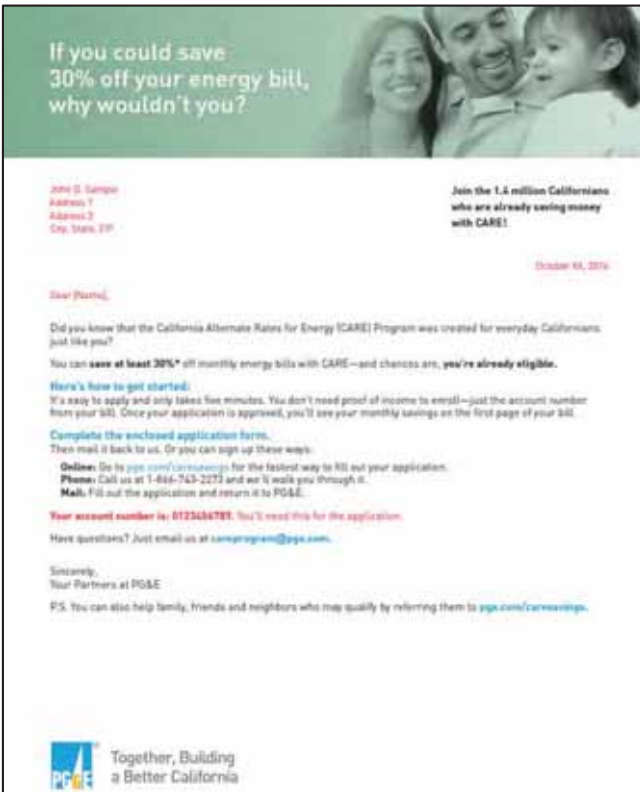 If you could save
30% off your energy bill,
why wouldn't you?
John D. Sample
Address 1
Address 2
City, State, ZIP
Join the 1.4 million Californians
who are already saving money
with CARE!
October XX, 2016
Dear [Name],
Did you know that the California Alternate Rates for Energy (CARE) Program was created for everyday Californians
just like you?
You can save at least 30%* off monthly energy bills with CARE—and chances are, you're already eligible.
Here's how to get started:
It's easy to apply and only takes five minutes. You don't need proof of income to enroll—just the account number
from your bill. Once your application is approved, you'll see your monthly savings on the first page of your bill.
Complete the enclosed application form.
Then mail it back to us. Or you can sign up these ways:
Online: Go to pge.com/caresavings for the fastest way to fill out your application.
Phone: Call us at 1-866-743-2273 and we'll walk you through it.
Mail: Fill out the application and return it to PG&E.
Your account number is: 0123456789. You'll need this for the application.
Have questions? Just email us at careprogram@pge.com.
Sincerely,
Your Partners at PG&E
P.S. You can also help family, friends and neighbors who may qualify by referring them to pge.com/caresavings.
PG&E
Together, Building
a Better California